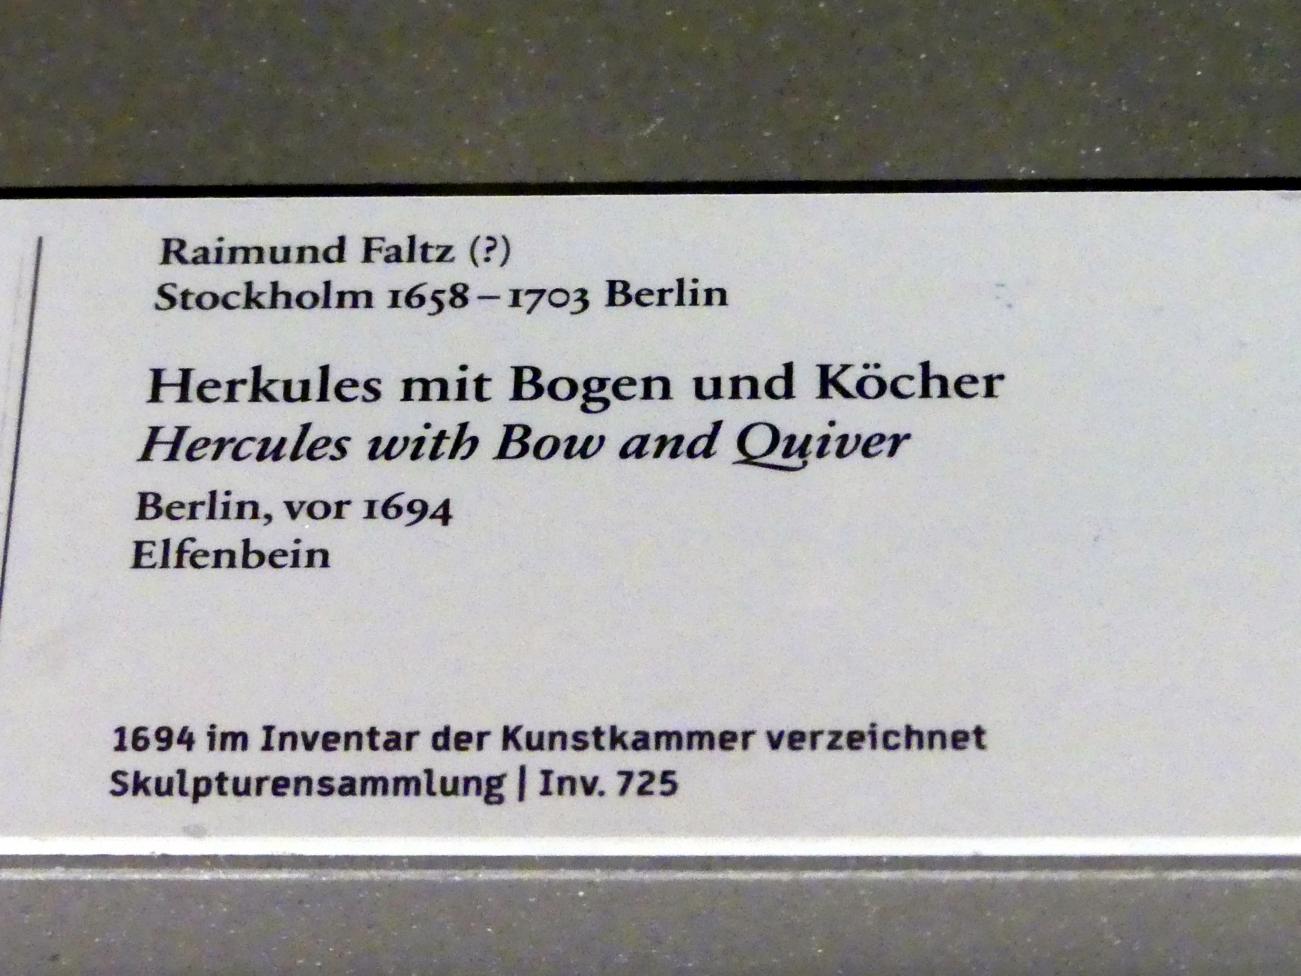 Raimund Faltz (?)
Stockholm 1658 – 1703 Berlin
Herkules mit Bogen und Köcher
Hercules with Bow and Quiver
Berlin, vor 1694
Elfenbein
1694 im Inventar der Kunstkammer verzeichnet
Skulpturensammlung | Inv. 725